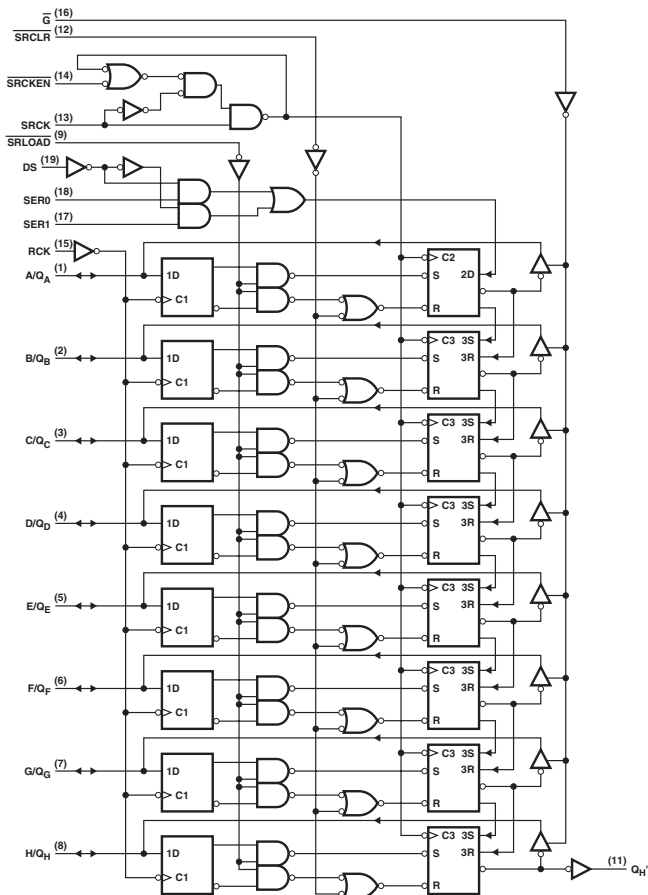 G (16)
SRCLR (12)
SRCKEN (14)
SRCK (13)
SRLOAD (9)
DS (19)
SER0 (18)
SER1 (17)
RCK (15)
A/QA (1)
1D
C1
C2
2D
S
R
B/QB (2)
1D
C1
C3 3S
3R
S
R
C/QC (3)
1D
C1
C3 3S
3R
S
R
D/QD (4)
1D
C1
C3 3S
3R
S
R
E/QE (5)
1D
C1
C3 3S
3R
S
R
F/QF (6)
1D
C1
C3 3S
3R
S
R
G/QG (7)
1D
C1
C3 3S
3R
S
R
H/QH (8)
1D
C1
C3 3S
3R
S
R
(11)
QH'